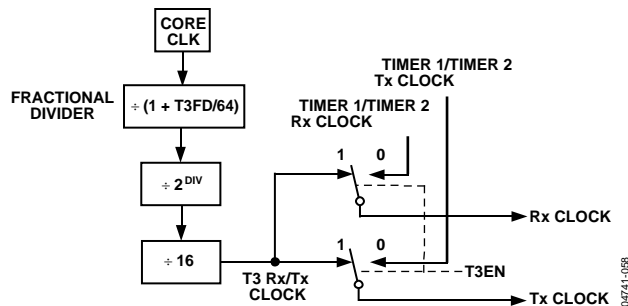 CORE
CLK
TIMER 1/TIMER 2
Tx CLOCK
FRACTIONAL
DIVIDER
÷ (1 + T3FD/64)
TIMER 1/TIMER 2
Rx CLOCK
1 0
÷ 2DIV
Rx CLOCK
÷ 16
1 0
T3 Rx/Tx
CLOCK
T3EN
Tx CLOCK
04741-058